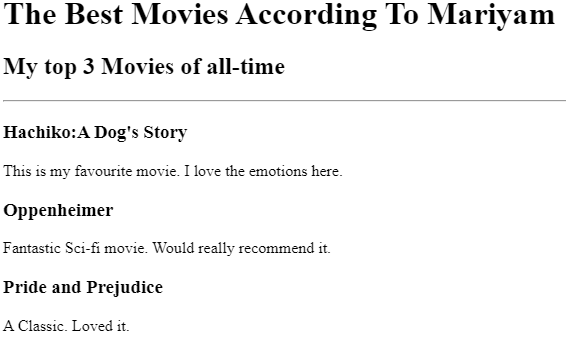 The Best Movies According To Mariyam
My top 3 Movies of all-time
Hachiko:A Dog's Story
This is my favourite movie. I love the emotions here.
Oppenheimer
Fantastic Sci-fi movie. Would really recommend it.
Pride and Prejudice
A Classic. Loved it.